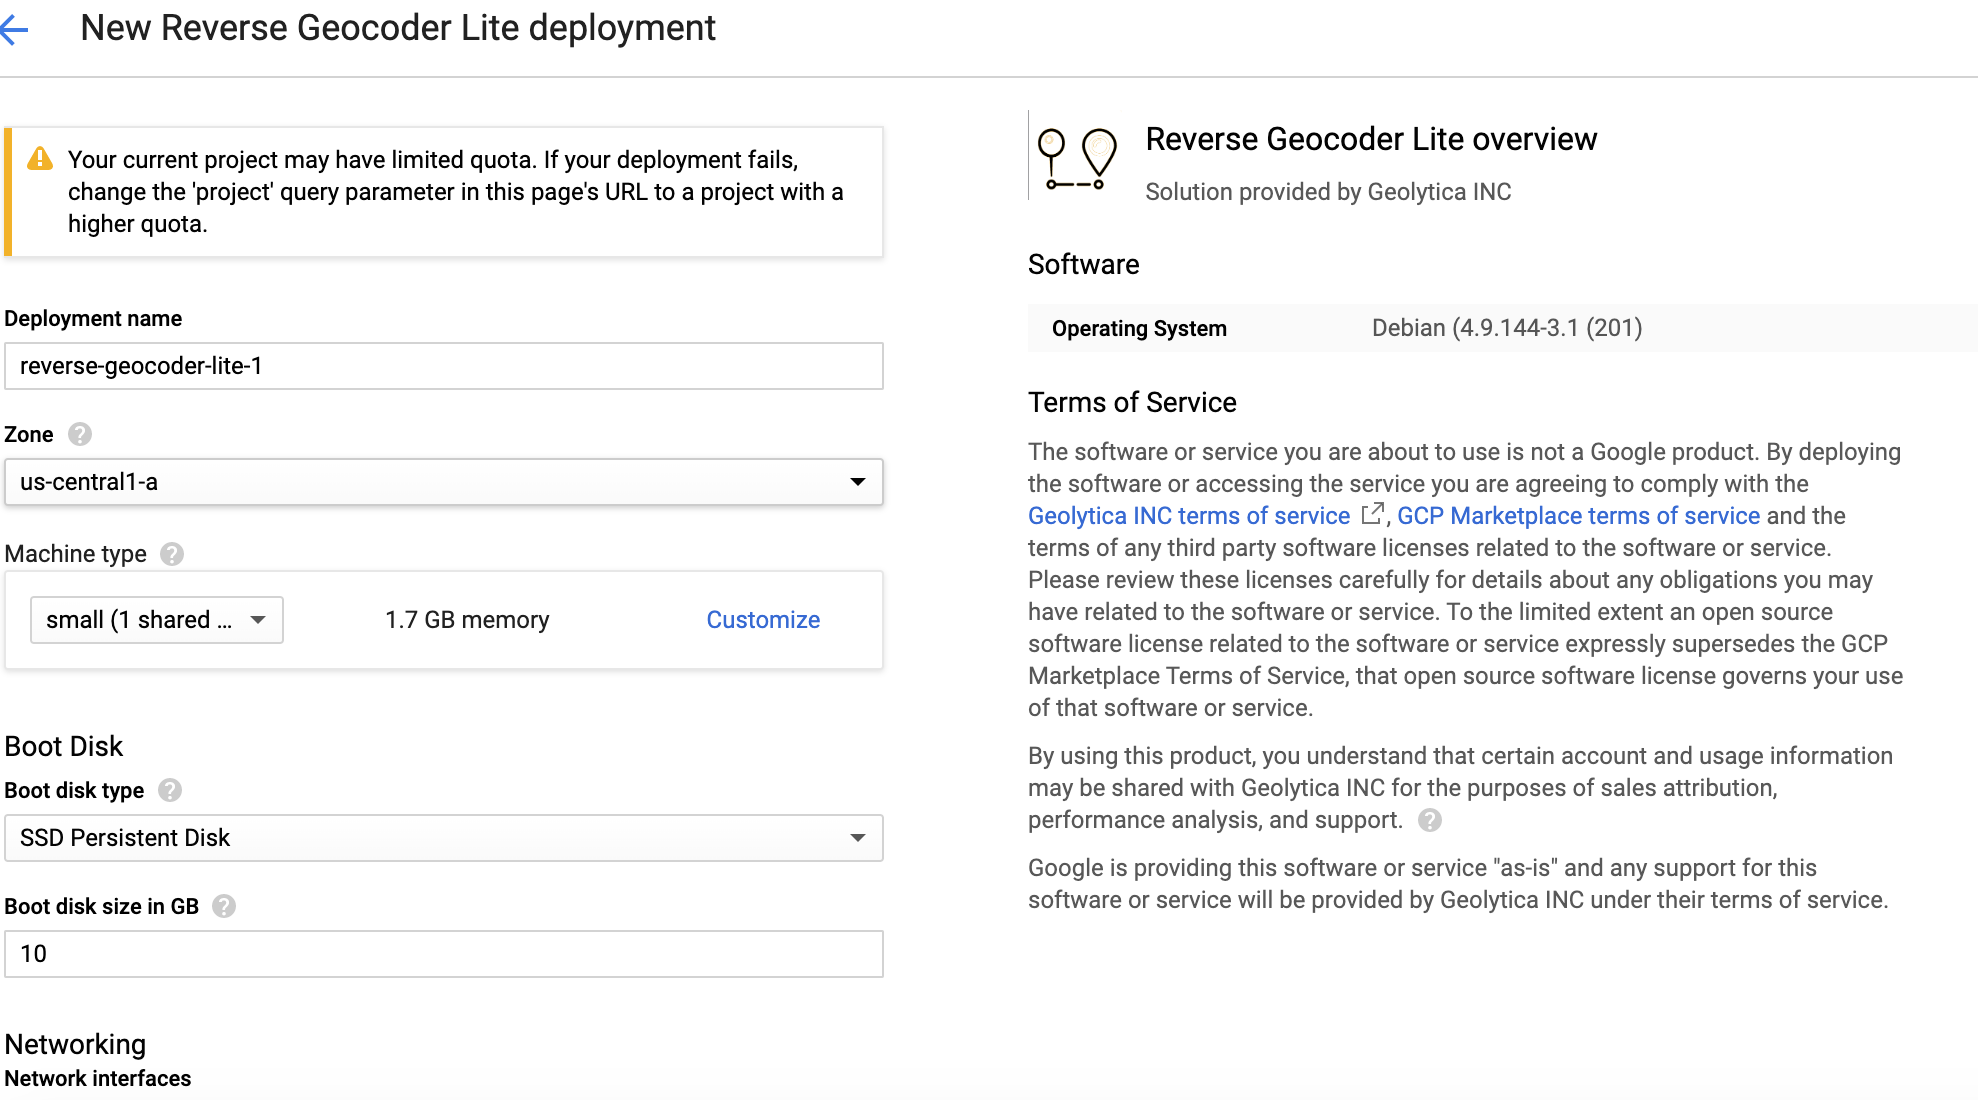 New Reverse Geocoder Lite deployment
Your current project may have limited quota. If your deployment fails,
change the 'project' query parameter in this page's URL to a project with a
higher quota.
Deployment name
reverse-geocoder-lite-1
Zone
us-central1-a
Machine type
small (1 shared ...
1.7 GB memory
Customize
Boot Disk
Boot disk type
SSD Persistent Disk
Boot disk size in GB
10
Networking
Network interfaces
Reverse Geocoder Lite overview
Solution provided by Geolytica INC
Software
Operating System
Debian (4.9.144-3.1 (201)
Terms of Service
The software or service you are about to use is not a Google product. By deploying
the software or accessing the service you are agreeing to comply with the
Geolytica INC terms of service , GCP Marketplace terms of service and the
terms of any third party software licenses related to the software or service.
Please review these licenses carefully for details about any obligations you may
have related to the software or service. To the limited extent an open source
software license related to the software or service expressly supersedes the GCP
Marketplace Terms of Service, that open source software license governs your use
of that software or service.
By using this product, you understand that certain account and usage information
may be shared with Geolytica INC for the purposes of sales attribution,
performance analysis, and support.
Google is providing this software or service "as-is" and any support for this
software or service will be provided by Geolytica INC under their terms of service.